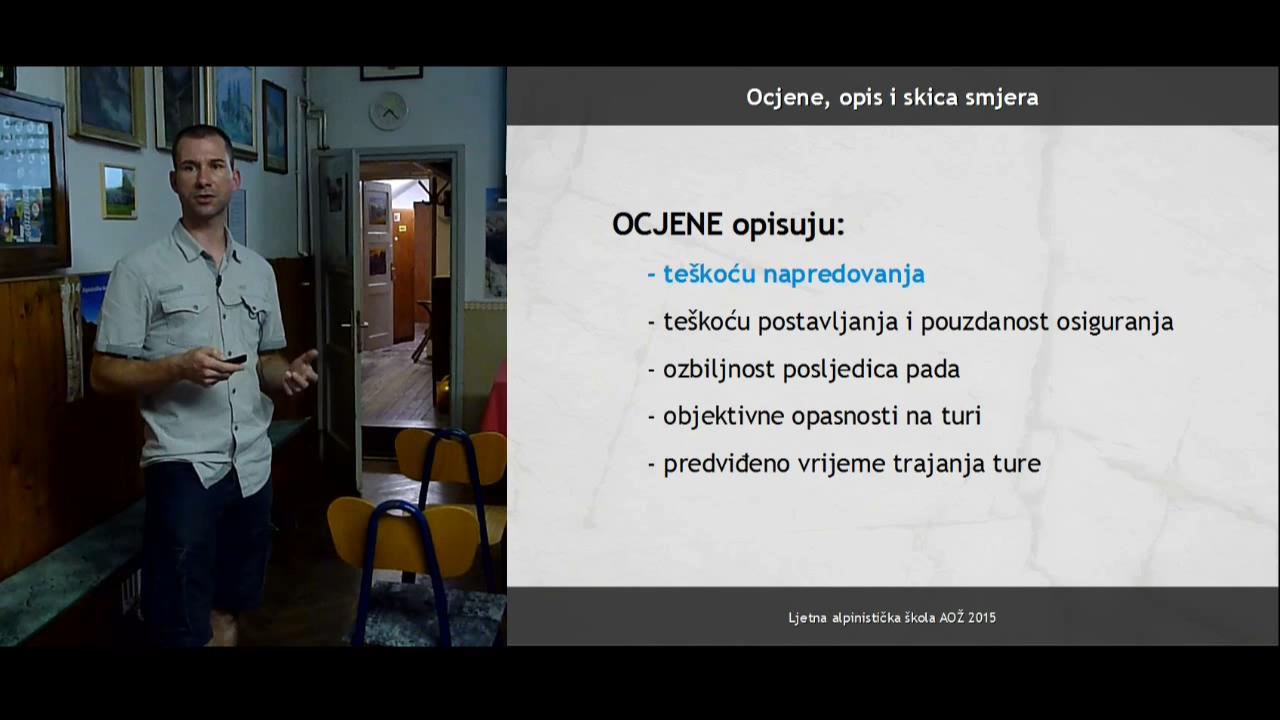 Ocjene, opis i skica smjera
OCJENE opisuju:
- teškoću napredovanja
- teškoću postavljanja i pouzdanost osiguranja
- ozbiljnost posljedica pada
- objektivne opasnosti na turi
- predviđeno vrijeme trajanja ture
Ljetna alpinistička škola AOŽ 2015